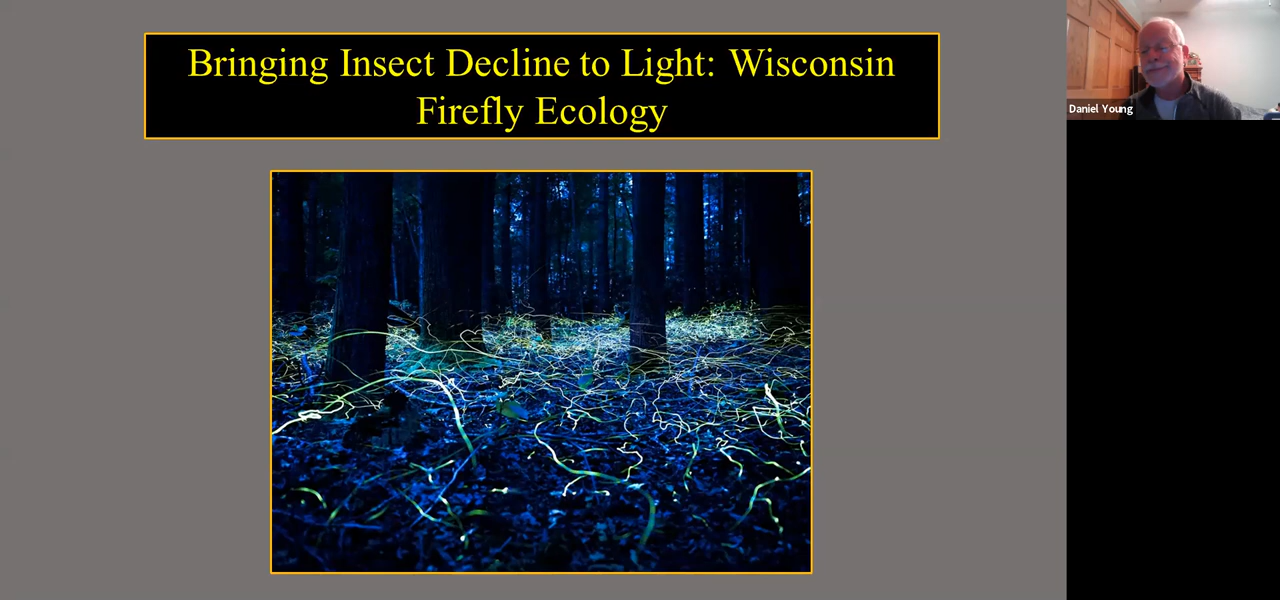 Bringing Insect Decline to Light: Wisconsin
Firefly Ecology
Daniel Young